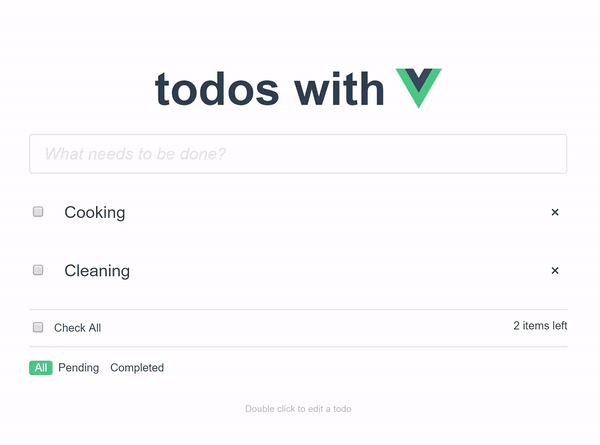 todos with
What needs to be done?
Cooking ×
Cleaning ×
Check All 2 items left
All Pending Completed
Double click to edit a todo